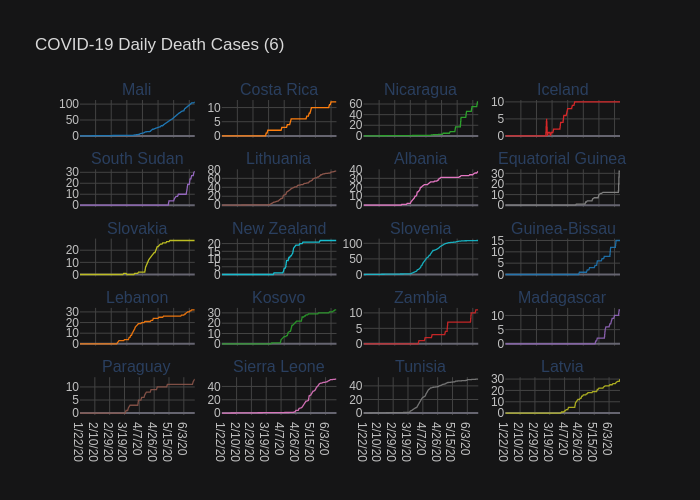 COVID-19 Daily Death Cases (6)
Mali Costa Rica Nicaragua Iceland
100 50 0 10 5 0 60 40 20 0 10 5 0
South Sudan Lithuania Albania Equatorial Guinea
30 20 10 0 80 60 40 20 0 40 30 20 10 0 30 20 10 0
Slovakia New Zealand Slovenia Guinea-Bissau
20 10 0 20 15 10 5 0 100 50 0 15 10 5 0
Lebanon Kosovo Zambia Madagascar
30 20 10 0 30 20 10 0 10 5 0 10 5 0
Paraguay Sierra Leone Tunisia Latvia
10 5 0 40 20 0 40 20 0 30 20 10 0
1/22/20 2/10/20 2/29/20 3/19/20 4/7/20 4/26/20 5/15/20 6/3/20 1/22/20 2/10/20 2/29/20 3/19/20 4/7/20 4/26/20 5/15/20 6/3/20 1/22/20 2/10/20 2/29/20 3/19/20 4/7/20 4/26/20 5/15/20 6/3/20 1/22/20 2/10/20 2/29/20 3/19/20 4/7/20 4/26/20 5/15/20 6/3/20